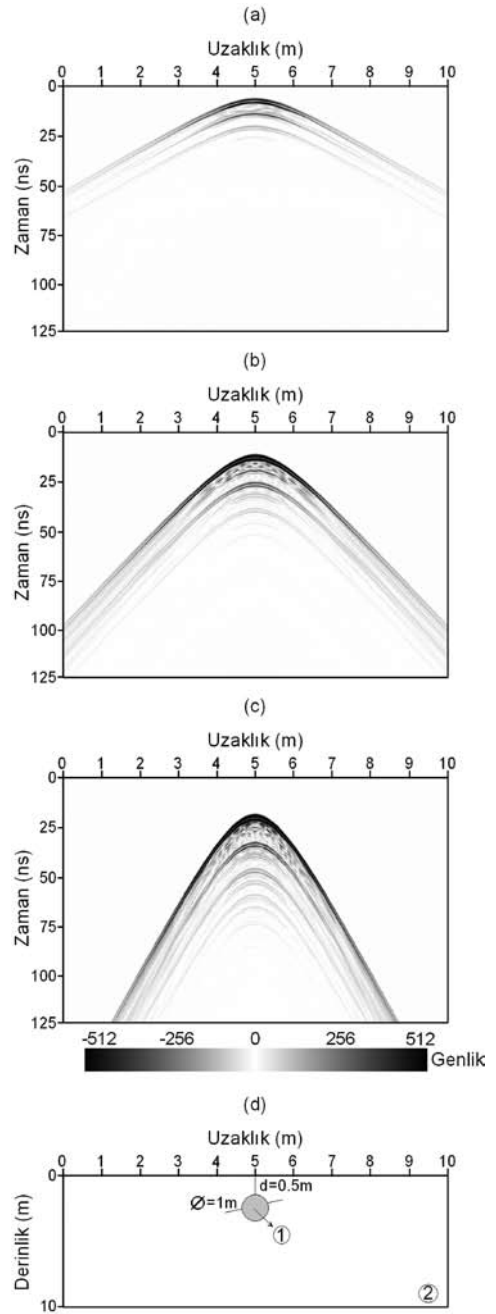 (a)
Uzaklık (m)
0 1 2 3 4 5 6 7 8 9 10
Zaman (ns)
0
25
50
75
100
125
(b)
Uzaklık (m)
0 1 2 3 4 5 6 7 8 9 10
Zaman (ns)
0
25
50
75
100
125
(c)
Uzaklık (m)
0 1 2 3 4 5 6 7 8 9 10
Zaman (ns)
0
25
50
75
100
125
-512 -256 0 256 512
Genlik
(d)
Uzaklık (m)
0 1 2 3 4 5 6 7 8 9 10
Derinlik (m)
0
10
d=0.5m
Ø=1m
1
2